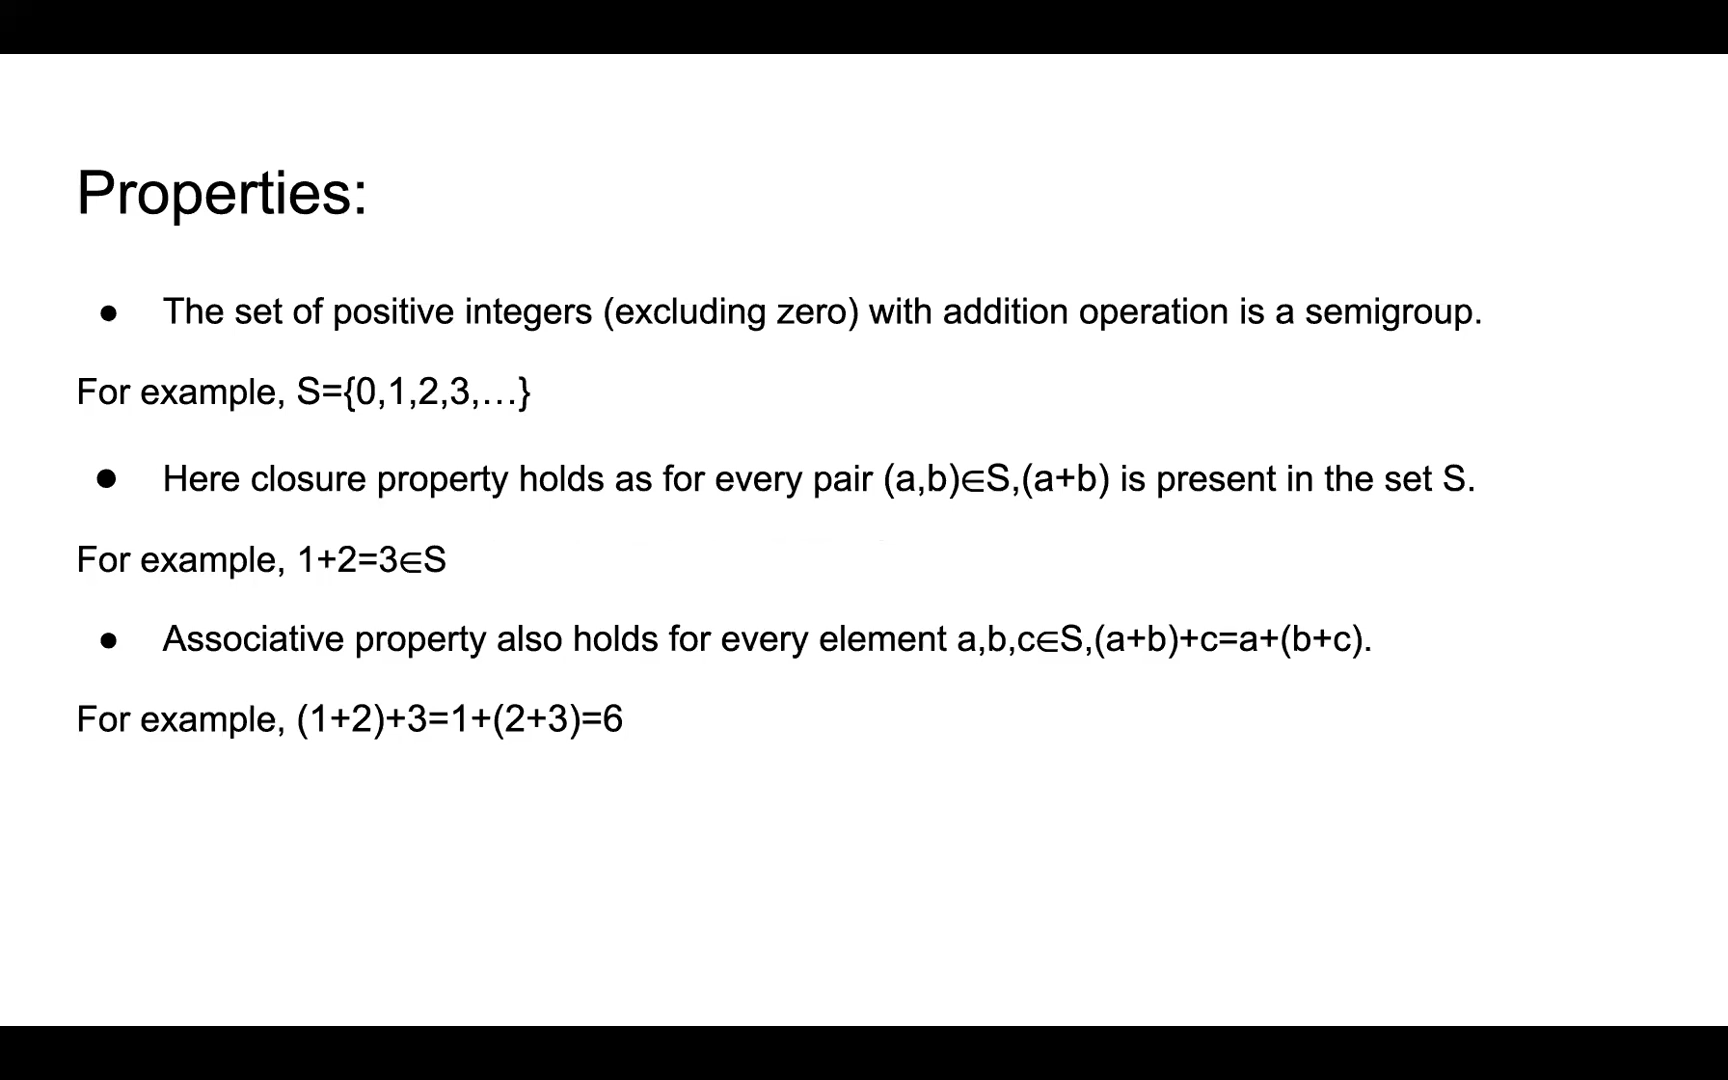 Properties:
● The set of positive integers (excluding zero) with addition operation is a semigroup.
For example, S={0,1,2,3,…}
● Here closure property holds as for every pair (a,b)∈S,(a+b) is present in the set S.
For example, 1+2=3∈S
● Associative property also holds for every element a,b,c∈S,(a+b)+c=a+(b+c).
For example, (1+2)+3=1+(2+3)=6